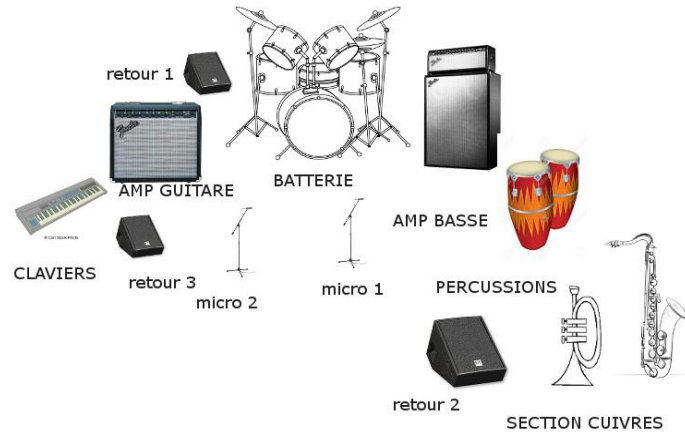 retour 1
Fender
AMP GUITARE
BATTERIE
AMP BASSE
CLAVIERS
retour 3
micro 2
micro 1
PERCUSSIONS
retour 2
SECTION CUIVRES